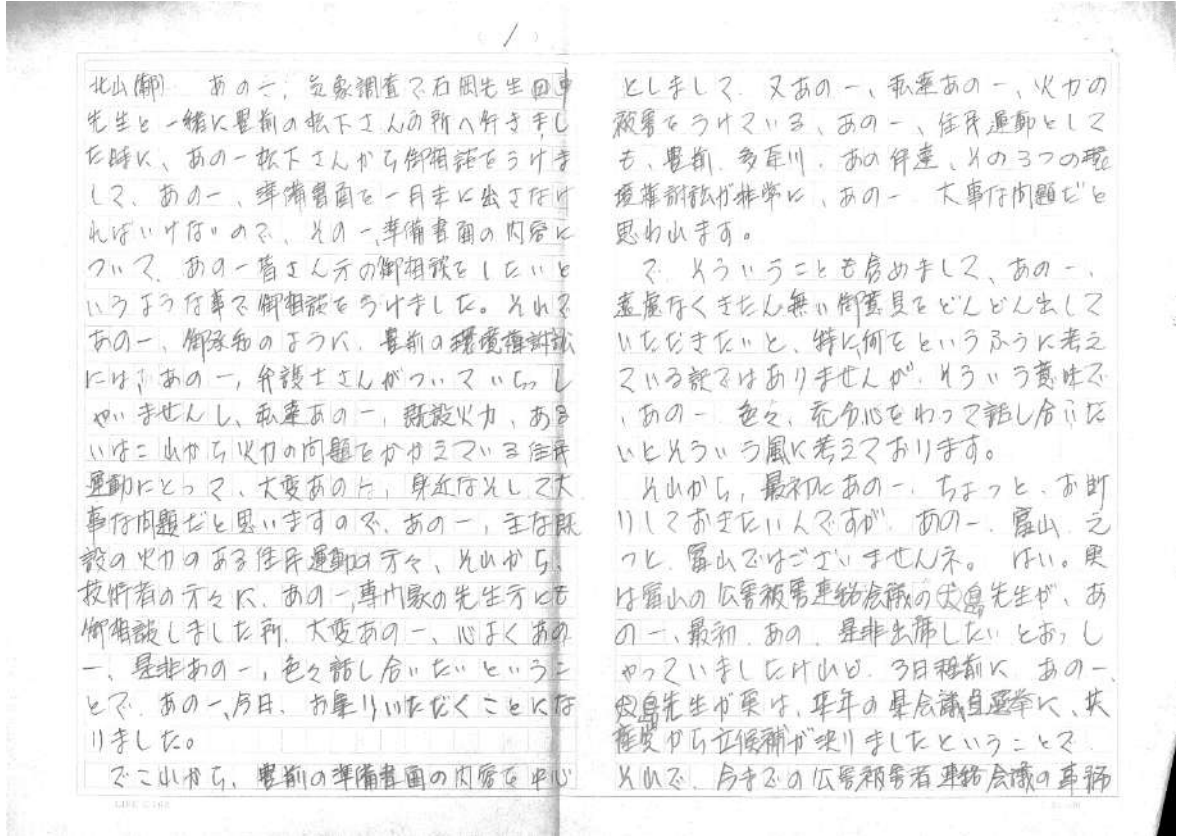 1
北山(郁) あのー、気象調査で石岡先生 
先生と一緒に豊前の松下さんの所へ行きまし
た時に、あのー松下さんから御相談をうけま
して、あのー、準備書面を一月末に出さなけ
ればいけないので、そのー、準備書面の内容に
ついて、あのー皆さん方の御相談をしたいと
いうような事で御相談をうけました。それで
あのー、御承知のように、豊前の環境権訴訟
には、あのー、弁護士さんがついていらっし
ゃいませんし、私達あのー、既設火力、ある
いはこれから火力の問題をかかえている住民
運動にとって、大変あのー、身近なそして大
事な問題だと思いますので、あのー、主な既
設の火力のある住民運動の方々、それから、
技術者の方々に、あのー、専門家の先生方にも
御相談しました所、大変あのー、心よくあの
ー、是非あのー、色々話し合いたいというこ
とで、あのー、今日、お集りいただくことにな
りました。
でこれから、豊前の準備書面の内容を中心
としまして、又あのー、私達あのー、火力の
被害をうけている、あのー、住民運動として
も、豊前、多奈川、あの伊達、その3つの環
境権訴訟が非常に、あのー、大事な問題だと
思われます。
で、そういうことも含めまして、あのー、
遠慮なくきたん無い御意見をどんどん出して
いただきたいと、特に、何をというふうに考え
ている訳ではありませんが、そういう意味で
、あのー、色々、充分心をわって話し合いた
いとそういう風に考えております。
それから、最初にあのー、ちょっと、お断
りしておきたいんですが、あのー、富山、え
っと、富山ではございませんネ。はい。実
は富山の公害被害連絡会議の 先生が、あ
のー、最初、あの、是非出席したいとおっし
ゃっていましたけれど、3日程前に、あのー、
先生が実は、来年の県会議員選挙に、共
産党から立候補が決りましたということで
それで、今までの公害被害者連絡会議の事務